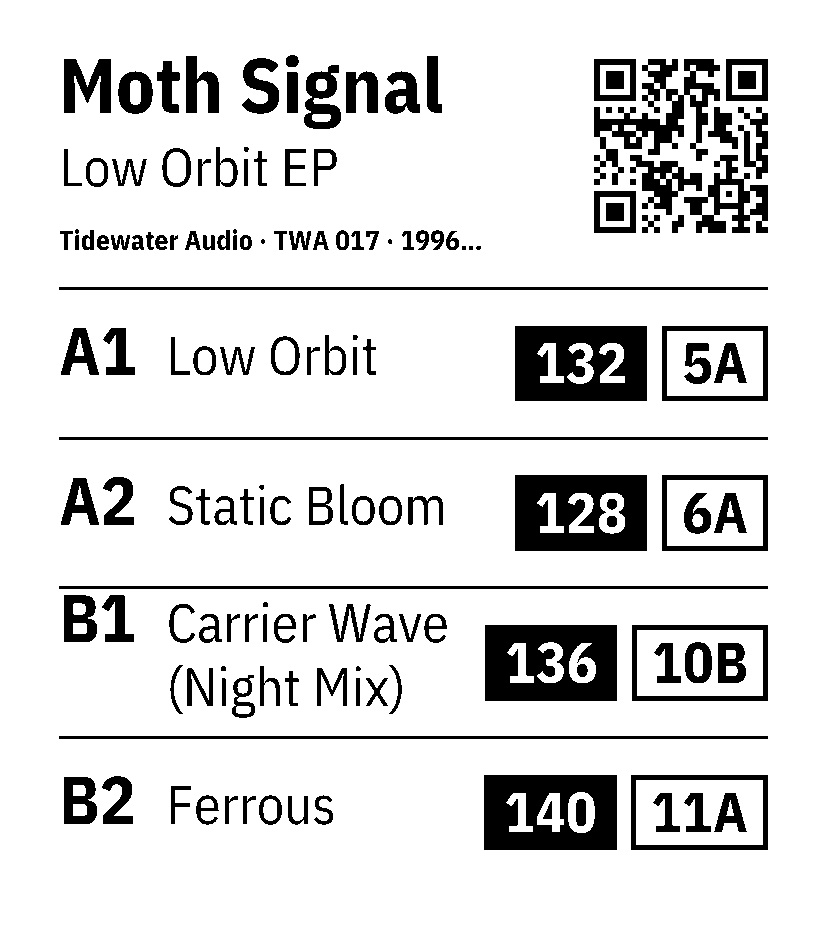 Moth Signal
Low Orbit EP
Tidewater Audio · TWA 017 · 1996...
A1 Low Orbit 132 5A
A2 Static Bloom 128 6A
B1 Carrier Wave
(Night Mix) 136 10B
B2 Ferrous 140 11A